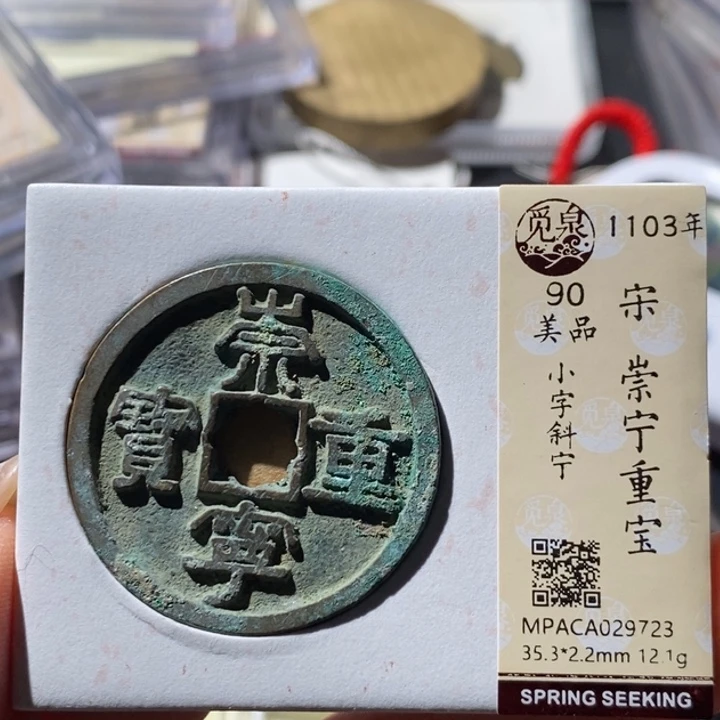 崇
重
寧
寶
觅泉
1103年
90
美品
小字斜宁
宋 崇宁重宝
MPACA029723
35.3*2.2mm 12.1g
SPRING SEEKING